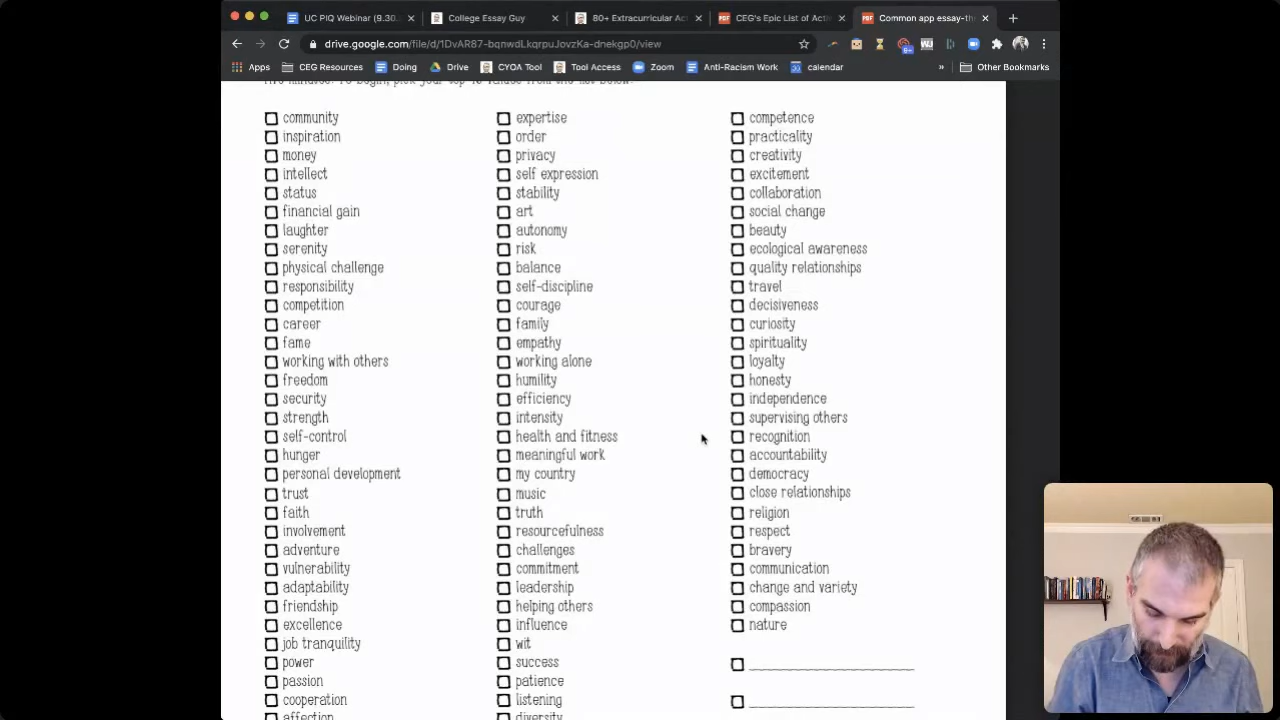 UC PIQ Webinar (9.30.
College Essay Guy
80+ Extracurricular Ac
CEG's Epic List of Acti
Common app essay-th
drive.google.com/file/d/1DvAR87-bqnwdLkqrpuJovzKa-dnekgp0/view
Apps
CEG Resources
Doing
Drive
CYOA Tool
Tool Access
Zoom
Anti-Racism Work
calendar
»
Other Bookmarks
community
inspiration
money
intellect
status
financial gain
laughter
serenity
physical challenge
responsibility
competition
career
fame
working with others
freedom
security
strength
self-control
hunger
personal development
trust
faith
involvement
adventure
vulnerability
adaptability
friendship
excellence
job tranquility
power
passion
cooperation
affection
expertise
order
privacy
self expression
stability
art
autonomy
risk
balance
self-discipline
courage
family
empathy
working alone
humility
efficiency
intensity
health and fitness
meaningful work
my country
music
truth
resourcefulness
challenges
commitment
leadership
helping others
influence
wit
success
patience
listening
diversity
competence
practicality
creativity
excitement
collaboration
social change
beauty
ecological awareness
quality relationships
travel
decisiveness
curiosity
spirituality
loyalty
honesty
independence
supervising others
recognition
accountability
democracy
close relationships
religion
respect
bravery
communication
change and variety
compassion
nature